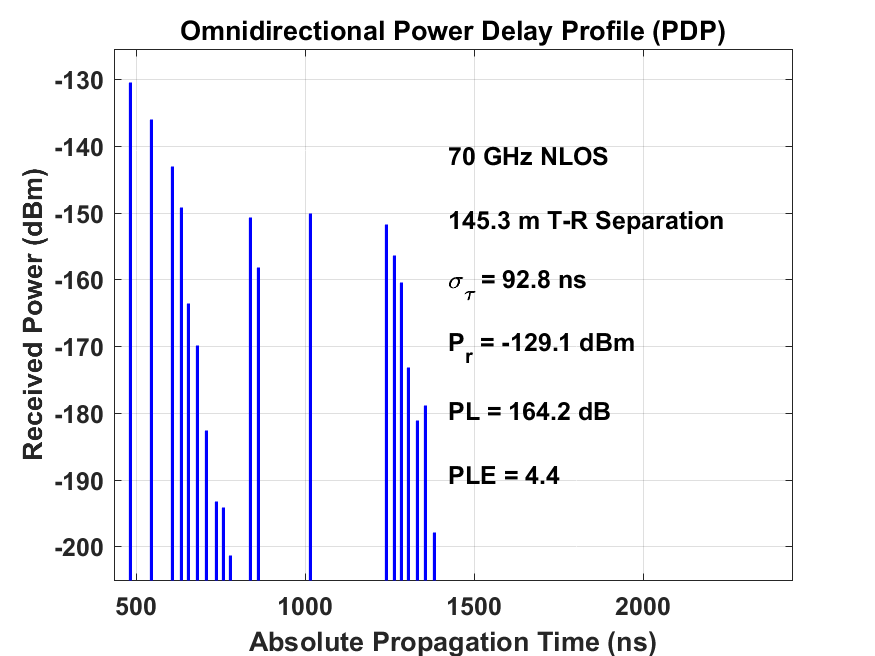 Omnidirectional Power Delay Profile (PDP)
Received Power (dBm)
-130
-140
-150
-160
-170
-180
-190
-200
70 GHz NLOS
145.3 m T-R Separation
σ_τ = 92.8 ns
P_r = -129.1 dBm
PL = 164.2 dB
PLE = 4.4
500 1000 1500 2000
Absolute Propagation Time (ns)